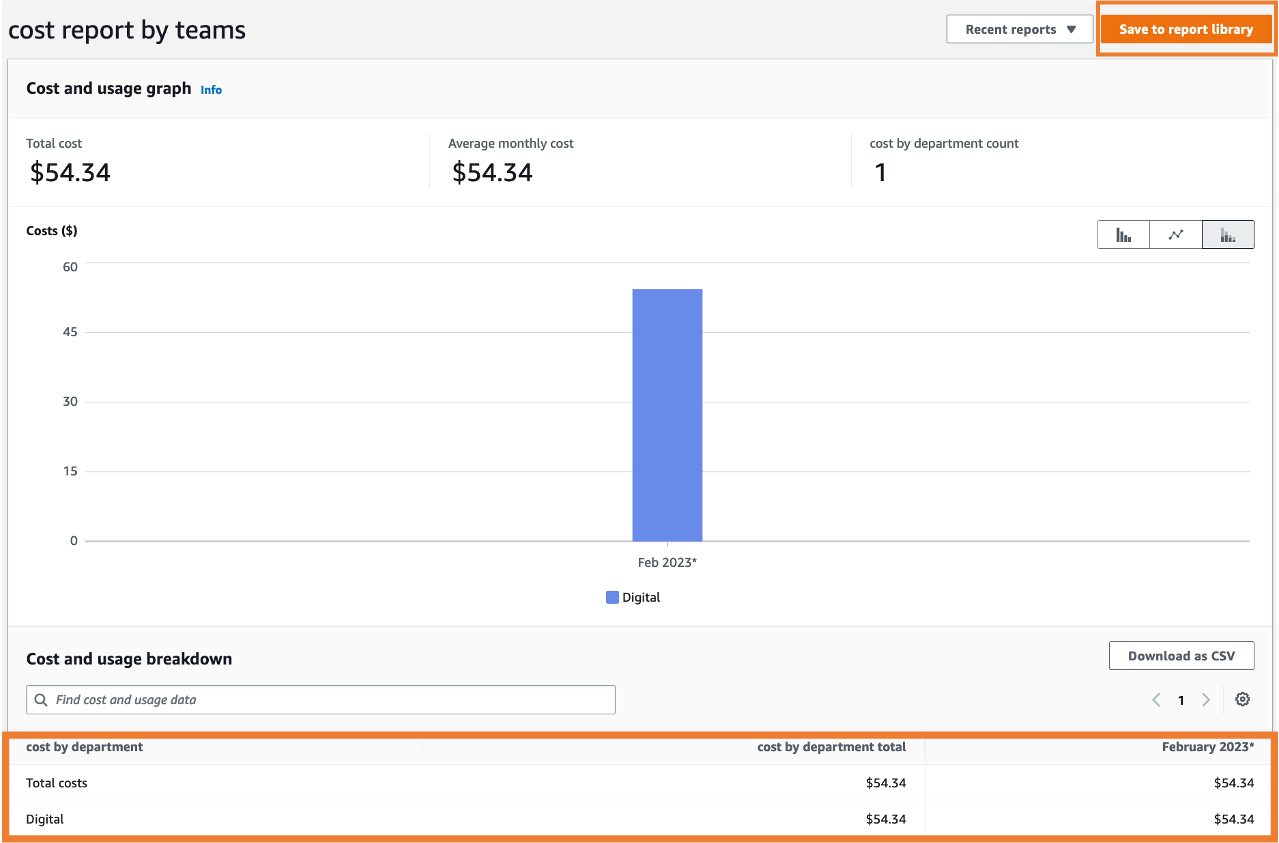 cost report by teams
Recent reports ▼
Save to report library
Cost and usage graph Info
Total cost
$54.34
Average monthly cost
$54.34
cost by department count
1
Costs ($)
60
45
30
15
0
Feb 2023*
Digital
Cost and usage breakdown
Download as CSV
Find cost and usage data
1
cost by department cost by department total February 2023*
Total costs $54.34 $54.34
Digital $54.34 $54.34